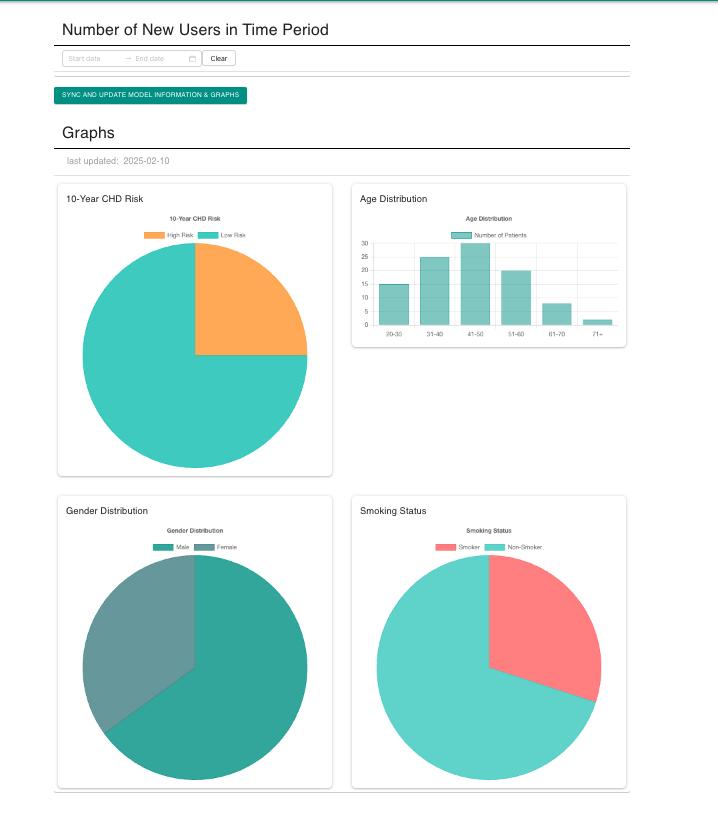 Number of New Users in Time Period
Start date → End date
Clear
SYNC AND UPDATE MODEL INFORMATION & GRAPHS
Graphs
last updated: 2025-02-10
10-Year CHD Risk
10-Year CHD Risk
High Risk Low Risk
Age Distribution
Age Distribution
Number of Patients
30
25
20
15
10
5
0
20-30 31-40 41-50 51-60 61-70 71+
Gender Distribution
Gender Distribution
Male Female
Smoking Status
Smoking Status
Smoker Non-Smoker